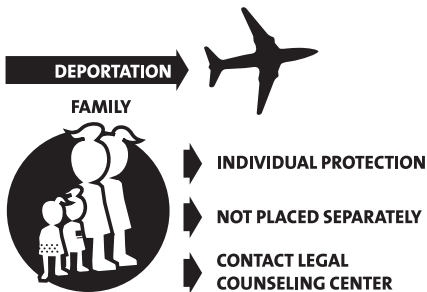 DEPORTATION
FAMILY
INDIVIDUAL PROTECTION
NOT PLACED SEPARATELY
CONTACT LEGAL
COUNSELING CENTER